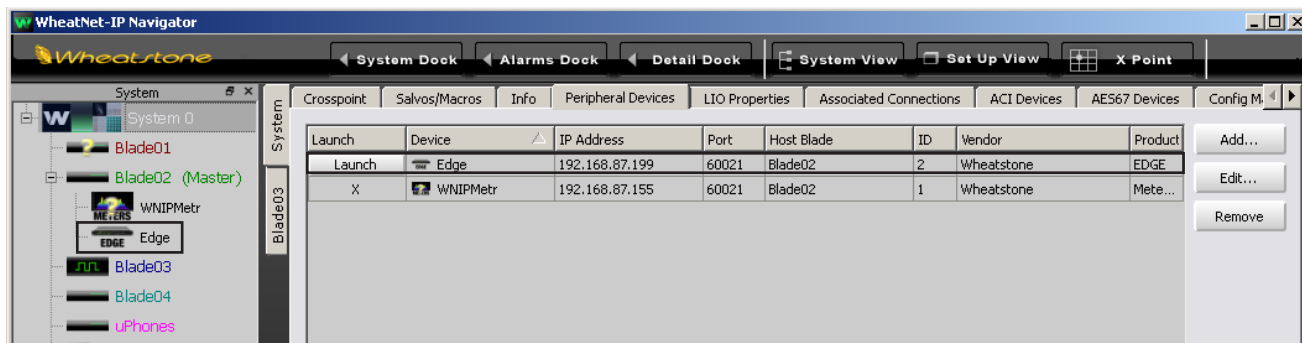 WheatNet-IP Navigator
Wheatstone
System Dock Alarms Dock Detail Dock System View Set Up View X Point
System
W System 0
Blade01
Blade02 (Master)
METERS WNIPMetr
EDGE Edge
Blade03
Blade04
uPhones
System
Blade03
Crosspoint Salvos/Macros Info Peripheral Devices LIO Properties Associated Connections ACI Devices AES67 Devices Config M
Launch Device IP Address Port Host Blade ID Vendor Product
Launch Edge 192.168.87.199 60021 Blade02 2 Wheatstone EDGE
X WNIPMetr 192.168.87.155 60021 Blade02 1 Wheatstone Mete...
Add...
Edit...
Remove